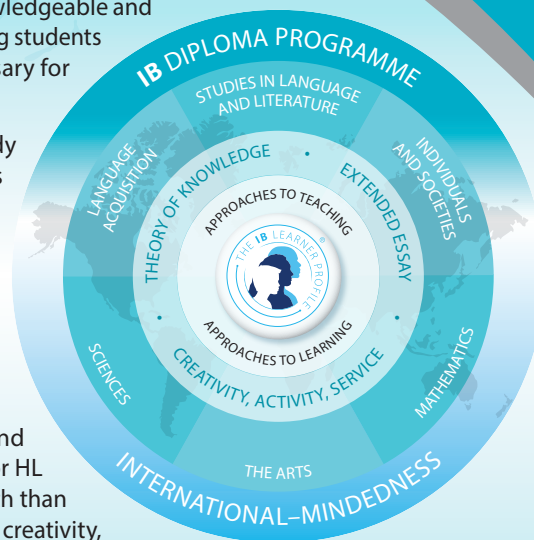 wledgeable and
g students
sary for
dy
s
nd
r HL
h than
creativity,
IB DIPLOMA PROGRAMME
STUDIES IN LANGUAGE
AND LITERATURE
LANGUAGE
ACQUISITION
INDIVIDUALS
AND SOCIETIES
THEORY OF KNOWLEDGE
EXTENDED ESSAY
APPROACHES TO TEACHING
THE IB LEARNER PROFILE ®
APPROACHES TO LEARNING
CREATIVITY, ACTIVITY, SERVICE
SCIENCES
MATHEMATICS
THE ARTS
INTERNATIONAL–MINDEDNESS